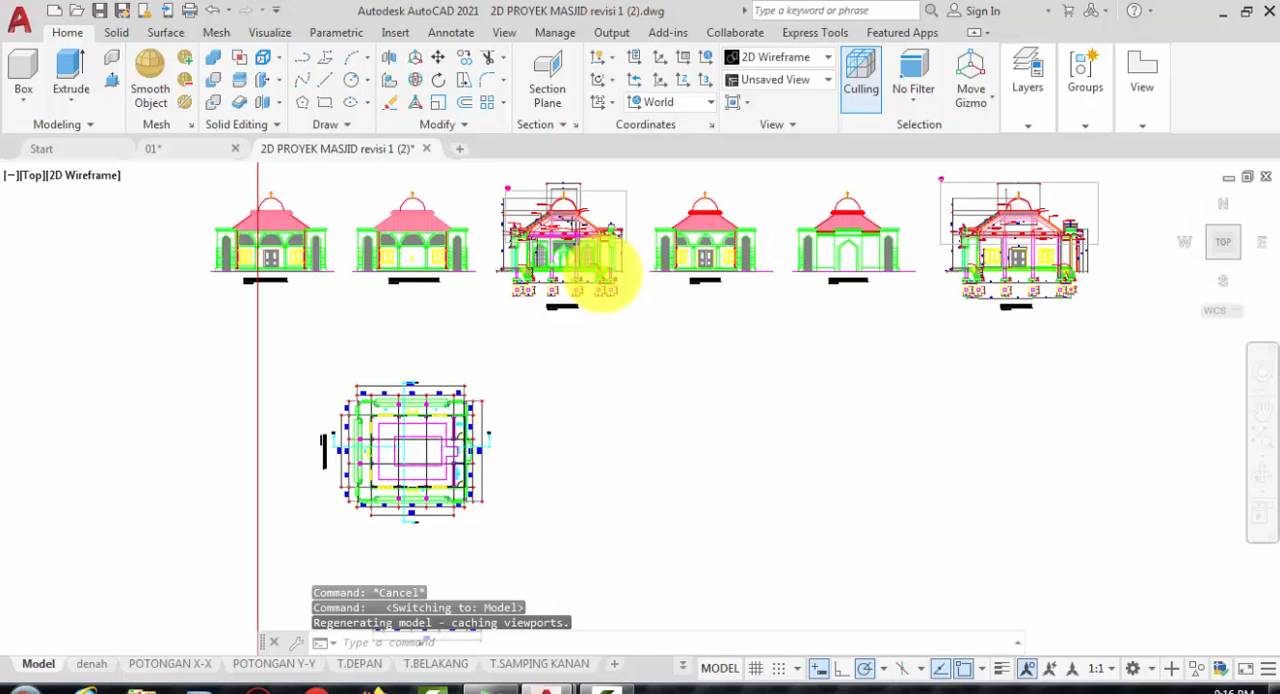 Autodesk AutoCAD 2021 2D PROYEK MASJID revisi 1 (2).dwg
Type a keyword or phrase
Sign In
Home Solid Surface Mesh Visualize Parametric Insert Annotate View Manage Output Add-ins Collaborate Express Tools Featured Apps
Box
Extrude
Smooth Object
Section Plane
2D Wireframe
Unsaved View
World
Culling
No Filter
Move Gizmo
Layers
Groups
View
Modeling Mesh Solid Editing Draw Modify Section Coordinates View Selection
Start 01* 2D PROYEK MASJID revisi 1 (2)*
[−][Top][2D Wireframe]
N
W TOP E
S
WCS
Command: *Cancel*
Command: <Switching to: Model>
Regenerating model - caching viewports.
Type a command
Model denah POTONGAN X-X POTONGAN Y-Y T.DEPAN T.BELAKANG T.SAMPING KANAN
MODEL 1:1
9:16 PM